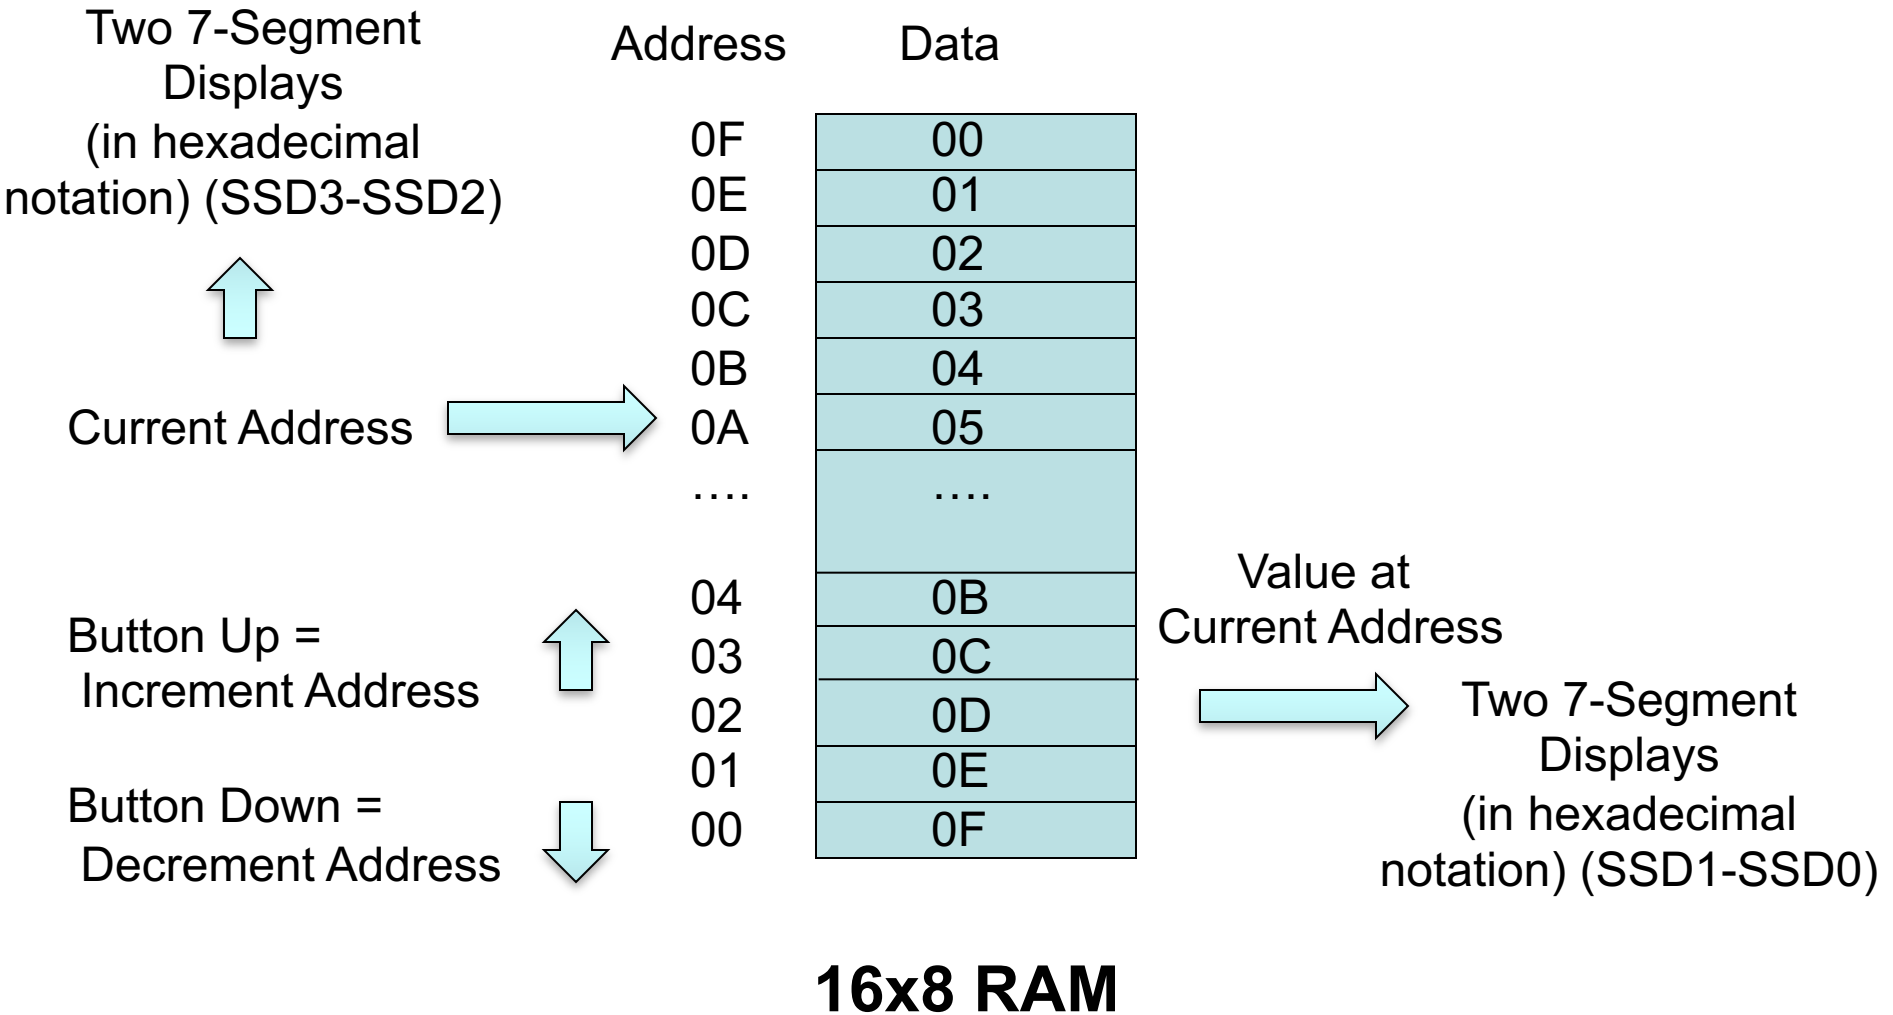 Two 7-Segment
Displays
(in hexadecimal
notation) (SSD3-SSD2)
Address Data
0F 00
0E 01
0D 02
0C 03
0B 04
Current Address
0A 05
…. ….
04 0B
03 0C
02 0D
01 0E
00 0F
Button Up =
Increment Address
Button Down =
Decrement Address
Value at
Current Address
Two 7-Segment
Displays
(in hexadecimal
notation) (SSD1-SSD0)
16x8 RAM